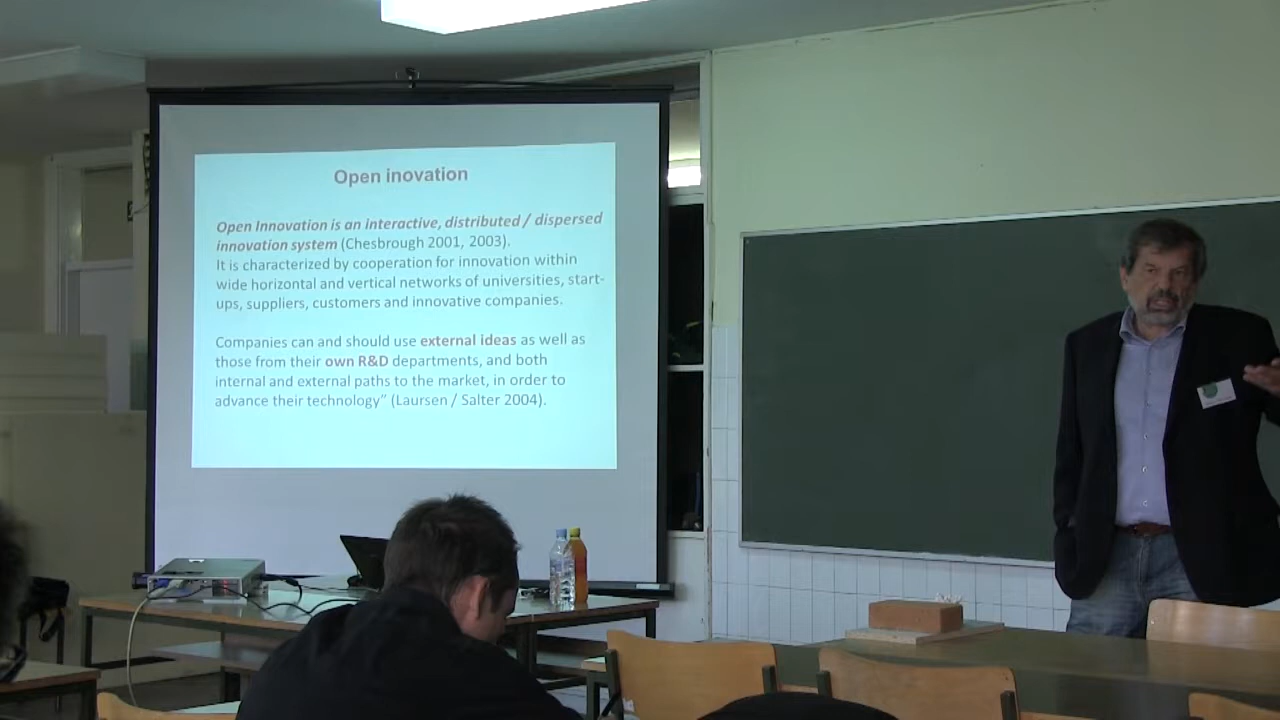 Open inovation
Open Innovation is an interactive, distributed / dispersed
innovation system (Chesbrough 2001, 2003).
It is characterized by cooperation for innovation within
wide horizontal and vertical networks of universities, start-
ups, suppliers, customers and innovative companies.
Companies can and should use external ideas as well as
those from their own R&D departments, and both
internal and external paths to the market, in order to
advance their technology” (Laursen / Salter 2004).